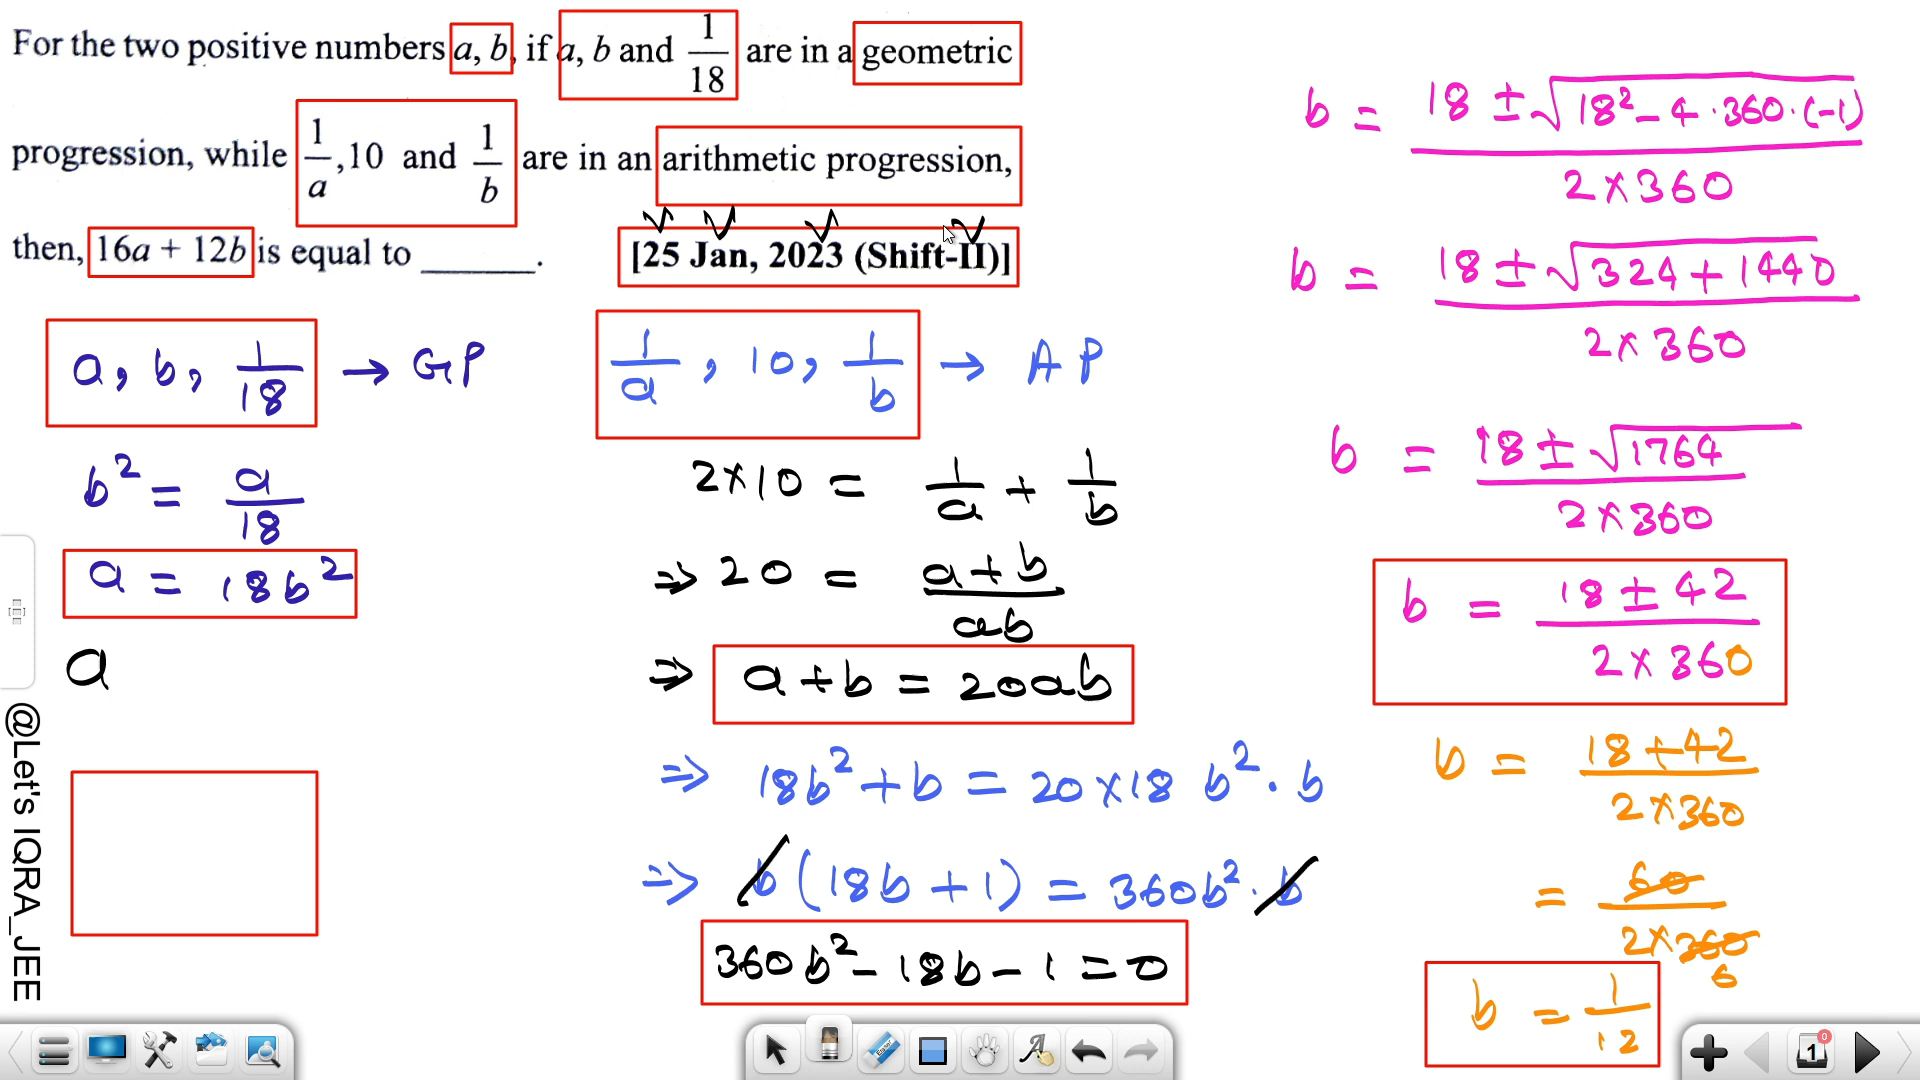 For the two positive numbers a, b, if a, b and 1/18 are in a geometric
progression, while 1/a, 10 and 1/b are in an arithmetic progression,
then, 16a + 12b is equal to ______.
[25 Jan, 2023 (Shift-II)]
a, b, 1/18 → GP
b² = a/18
a = 18b²
a
1/a, 10, 1/b → AP
2×10 = 1/a + 1/b
⇒ 20 = (a+b)/ab
⇒ a+b = 20ab
⇒ 18b²+b = 20×18 b²·b
⇒ b(18b+1) = 360b²·b
360b²-18b-1=0
b = (18 ± √(18²-4·360·(-1)))/(2×360)
b = (18 ± √(324+1440))/(2×360)
b = (18 ± √1764)/(2×360)
b = (18 ± 42)/(2×360)
b = (18+42)/(2×360)
= 60/(2×360)
6
b = 1/12
@Let's IQRA_JEE
Eraser
1
0